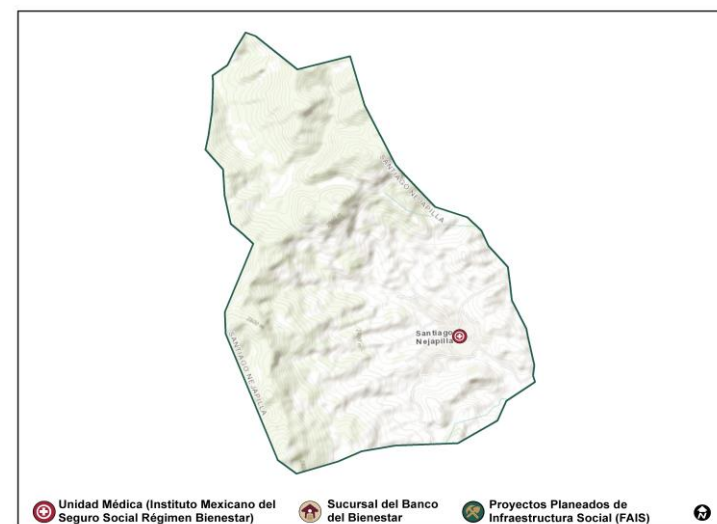 SANTIAGO NEJAPILLA
Santiago
Nejapilla
SANTIAGO NEJAPILLA
Unidad Médica (Instituto Mexicano del
Seguro Social Régimen Bienestar)
Sucursal del Banco
del Bienestar
Proyectos Planeados de
Infraestructura Social (FAIS)